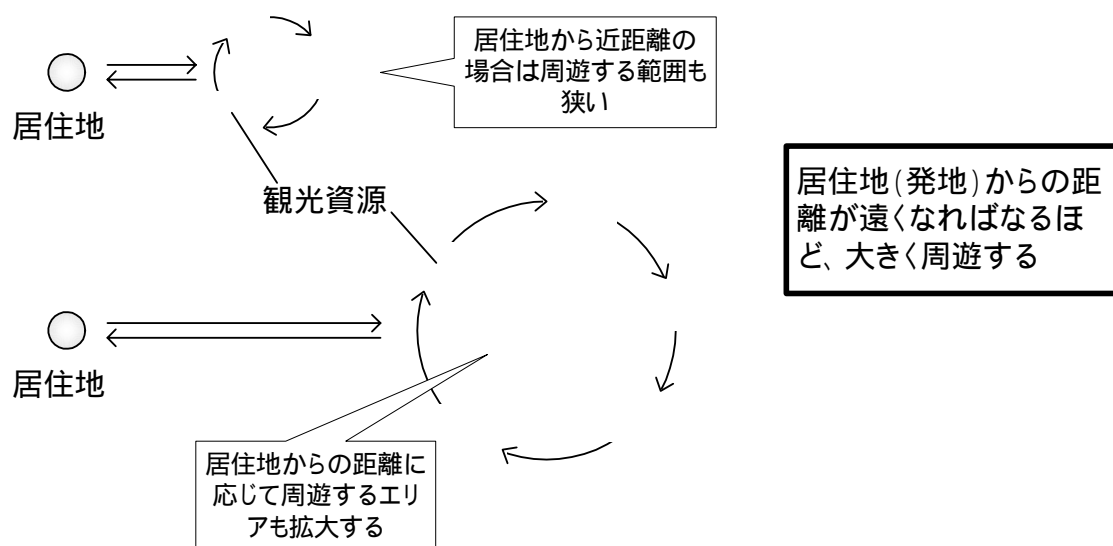 居住地から近距離の
場合は周遊する範囲も
狭い
居住地
居住地(発地)からの距
離が遠くなればなるほ
ど、大きく周遊する
観光資源
居住地
居住地からの距離に
応じて周遊するエリ
アも拡大する